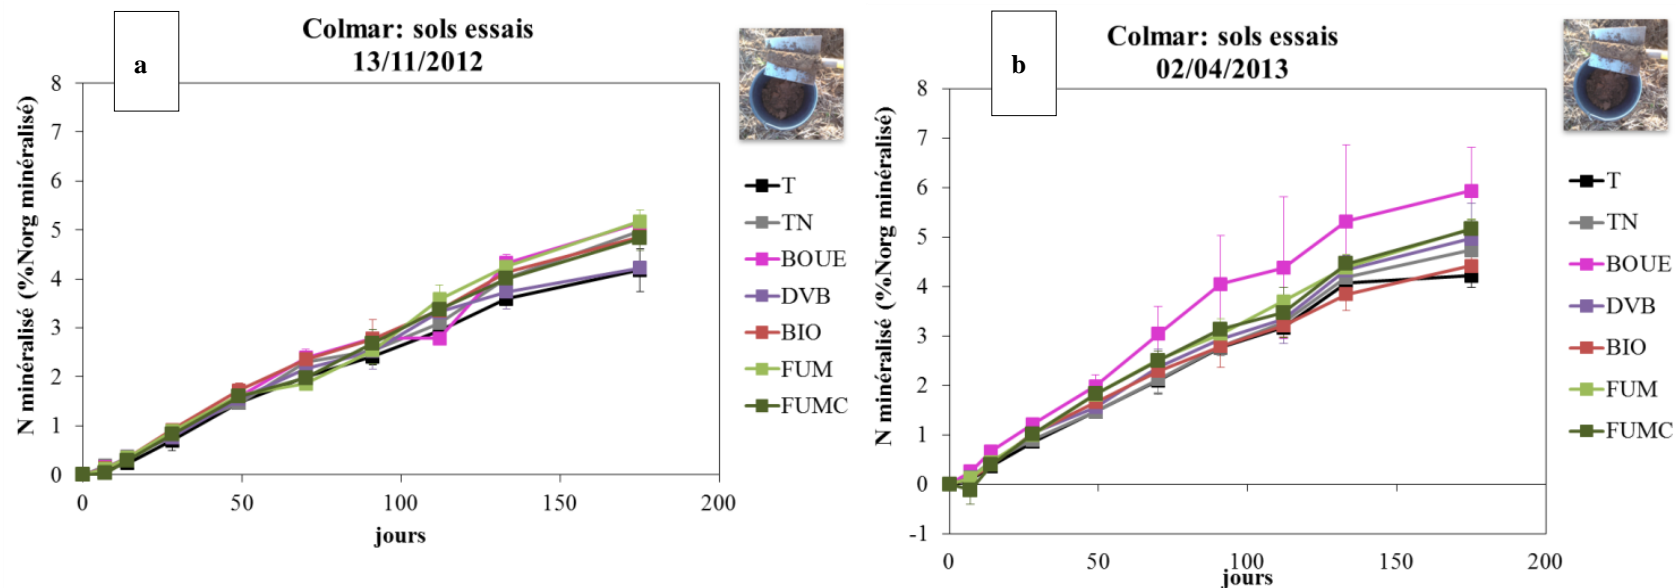 a
Colmar: sols essais
13/11/2012
N minéralisé (%Norg minéralisé)
8
7
6
5
4
3
2
1
0
0
50
100
150
200
jours
T
TN
BOUE
DVB
BIO
FUM
FUMC
b
Colmar: sols essais
02/04/2013
N minéralisé (%Norg minéralisé)
8
7
6
5
4
3
2
1
0
-1
0
50
100
150
200
jours
T
TN
BOUE
DVB
BIO
FUM
FUMC